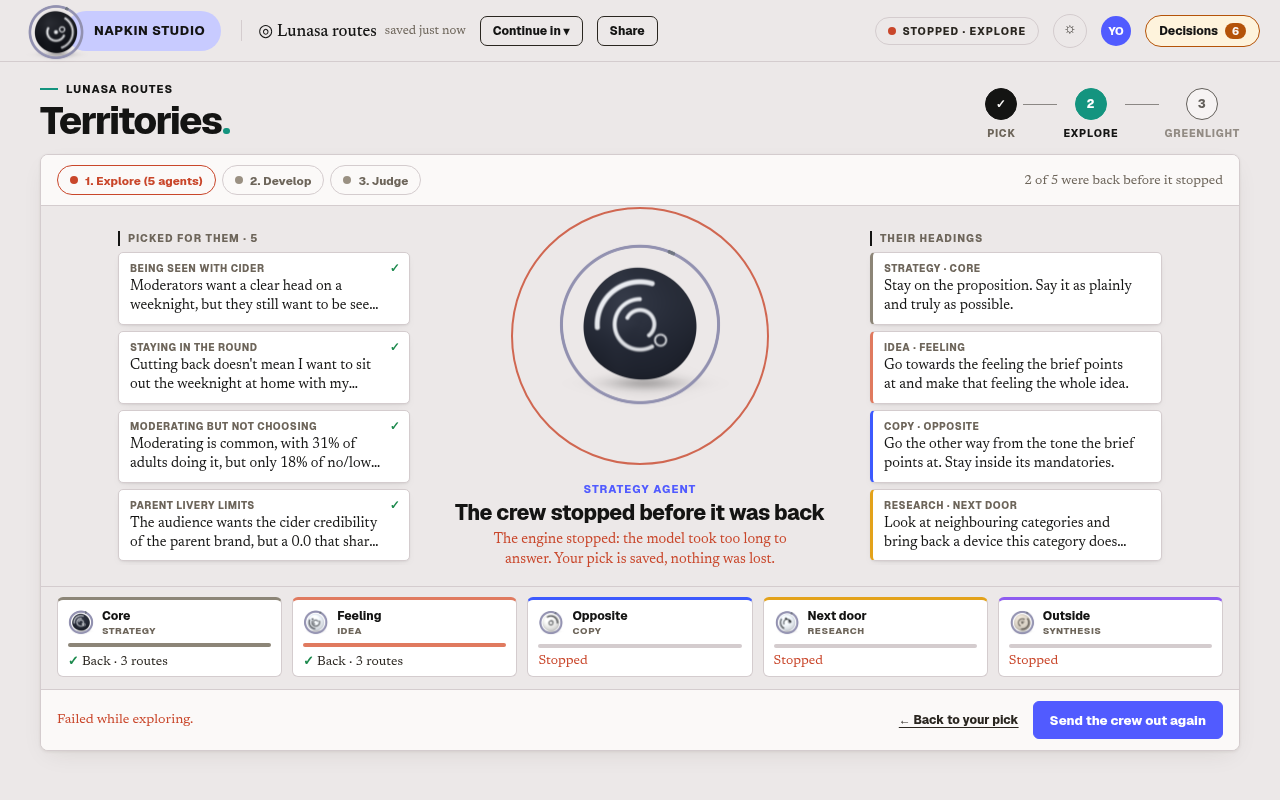 NAPKIN STUDIO
◎ Lunasa routes saved just now
Continue in ▾
Share
STOPPED · EXPLORE
☼
YO
Decisions 6
LUNASA ROUTES
Territories.
✓ 2 3
PICK EXPLORE GREENLIGHT
1. Explore (5 agents)
2. Develop
3. Judge
2 of 5 were back before it stopped
PICKED FOR THEM · 5
BEING SEEN WITH CIDER ✓
Moderators want a clear head on a
weeknight, but they still want to be see...
STAYING IN THE ROUND ✓
Cutting back doesn't mean I want to sit
out the weeknight at home with my...
MODERATING BUT NOT CHOOSING ✓
Moderating is common, with 31% of
adults doing it, but only 18% of no/low...
PARENT LIVERY LIMITS ✓
The audience wants the cider credibility
of the parent brand, but a 0.0 that shar...
STRATEGY AGENT
The crew stopped before it was back
The engine stopped: the model took too long to
answer. Your pick is saved, nothing was lost.
THEIR HEADINGS
STRATEGY · CORE
Stay on the proposition. Say it as plainly
and truly as possible.
IDEA · FEELING
Go towards the feeling the brief points
at and make that feeling the whole idea.
COPY · OPPOSITE
Go the other way from the tone the brief
points at. Stay inside its mandatories.
RESEARCH · NEXT DOOR
Look at neighbouring categories and
bring back a device this category does...
Core
STRATEGY
✓ Back · 3 routes
Feeling
IDEA
✓ Back · 3 routes
Opposite
COPY
Stopped
Next door
RESEARCH
Stopped
Outside
SYNTHESIS
Stopped
Failed while exploring.
← Back to your pick
Send the crew out again